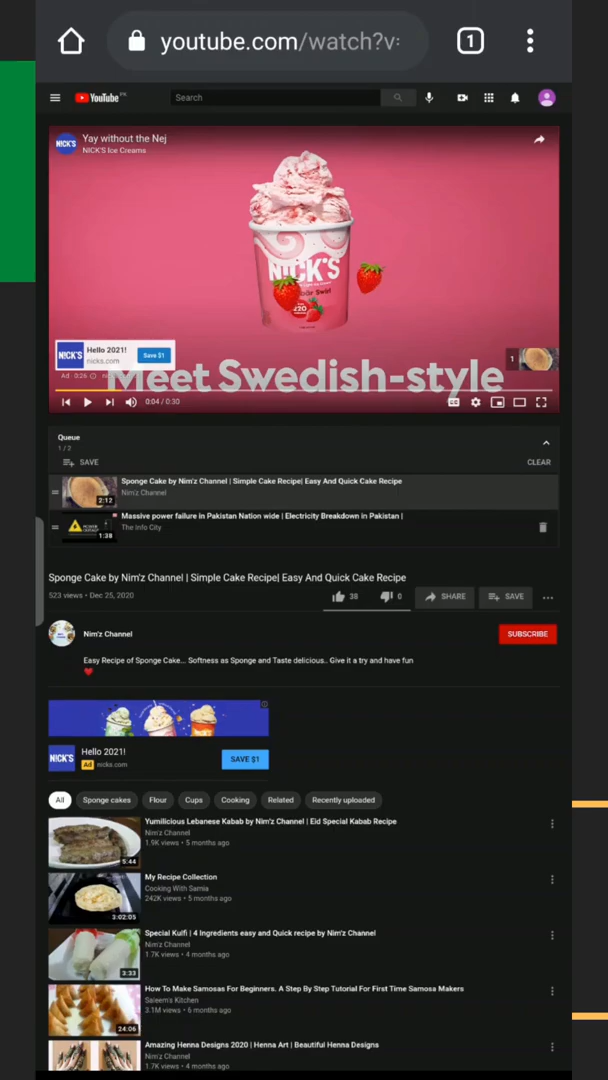 youtube.com/watch?v=
1
YouTube PK
Search
NICK'S
Yay without the Nej
NICK'S Ice Creams
NICK'S
NICK'S
Hello 2021!
nicks.com
Save $1
1
Ad 0:26
Meet Swedish-style
0:04 / 0:30
Queue
1 / 2
SAVE
CLEAR
Sponge Cake by Nim'z Channel | Simple Cake Recipe| Easy And Quick Cake Recipe
Nim'z Channel
2:12
Massive power failure in Pakistan Nation wide | Electricity Breakdown in Pakistan |
The Info City
1:38
Sponge Cake by Nim'z Channel | Simple Cake Recipe| Easy And Quick Cake Recipe
523 views • Dec 25, 2020
38
0
SHARE
SAVE
Nim'z Channel
SUBSCRIBE
Easy Recipe of Sponge Cake... Softness as Sponge and Taste delicious.. Give it a try and have fun
NICK'S
Hello 2021!
Ad nicks.com
SAVE $1
All
Sponge cakes
Flour
Cups
Cooking
Related
Recently uploaded
Yumilicious Lebanese Kabab by Nim'z Channel | Eid Special Kabab Recipe
Nim'z Channel
1.9K views • 5 months ago
5:44
My Recipe Collection
Cooking With Samia
242K views • 5 months ago
3:02:05
Special Kulfi | 4 Ingredients easy and Quick recipe by Nim'z Channel
Nim'z Channel
1.7K views • 4 months ago
3:33
How To Make Samosas For Beginners. A Step By Step Tutorial For First Time Samosa Makers
Saleem's Kitchen
3.1M views • 6 months ago
24:06
Amazing Henna Designs 2020 | Henna Art | Beautiful Henna Designs
Nim'z Channel
1.7K views • 4 months ago